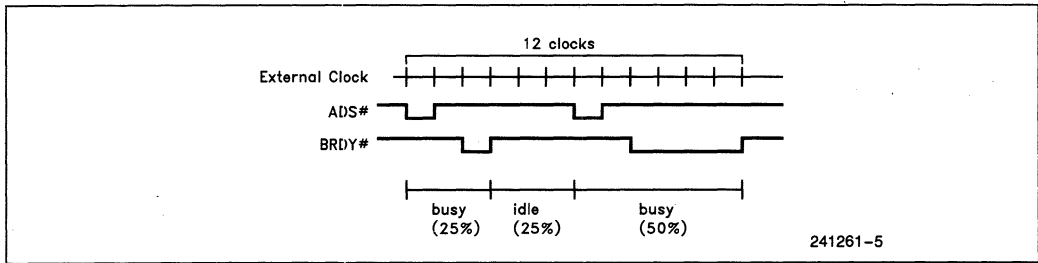 12 clocks
External Clock
ADS#
BRDY#
busy
(25%)
idle
(25%)
busy
(50%)
241261-5